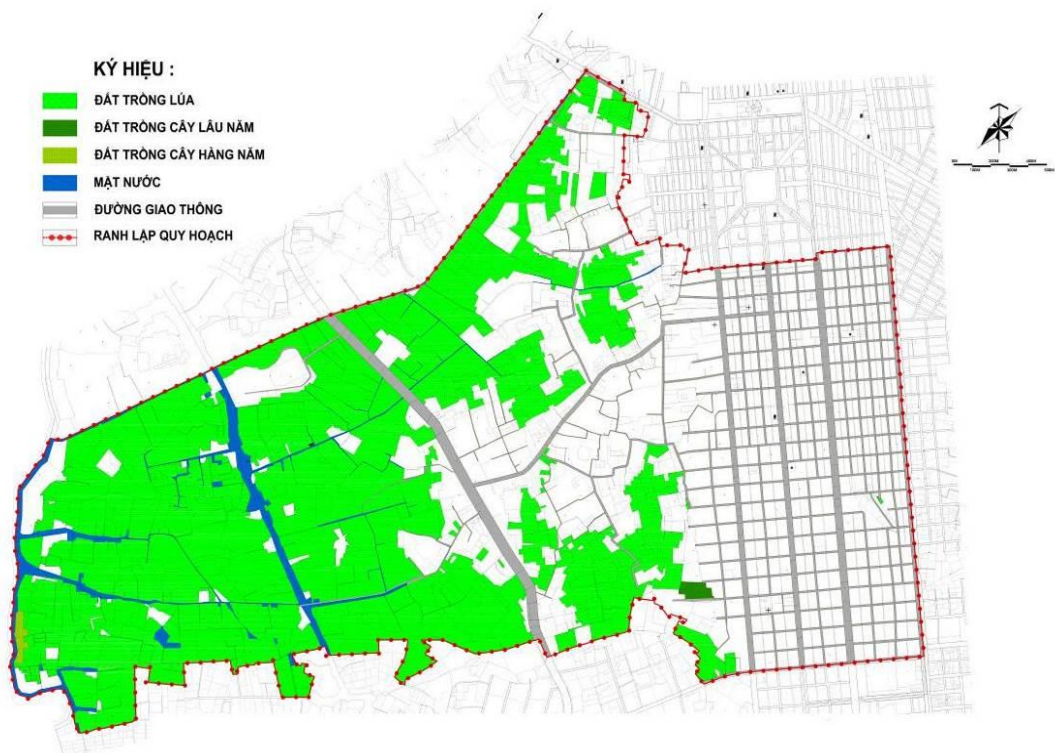 KÝ HIỆU :
ĐẤT TRỒNG LÚA
ĐẤT TRỒNG CÂY LÂU NĂM
ĐẤT TRỒNG CÂY HÀNG NĂM
MẶT NƯỚC
ĐƯỜNG GIAO THÔNG
RANH LẬP QUY HOẠCH